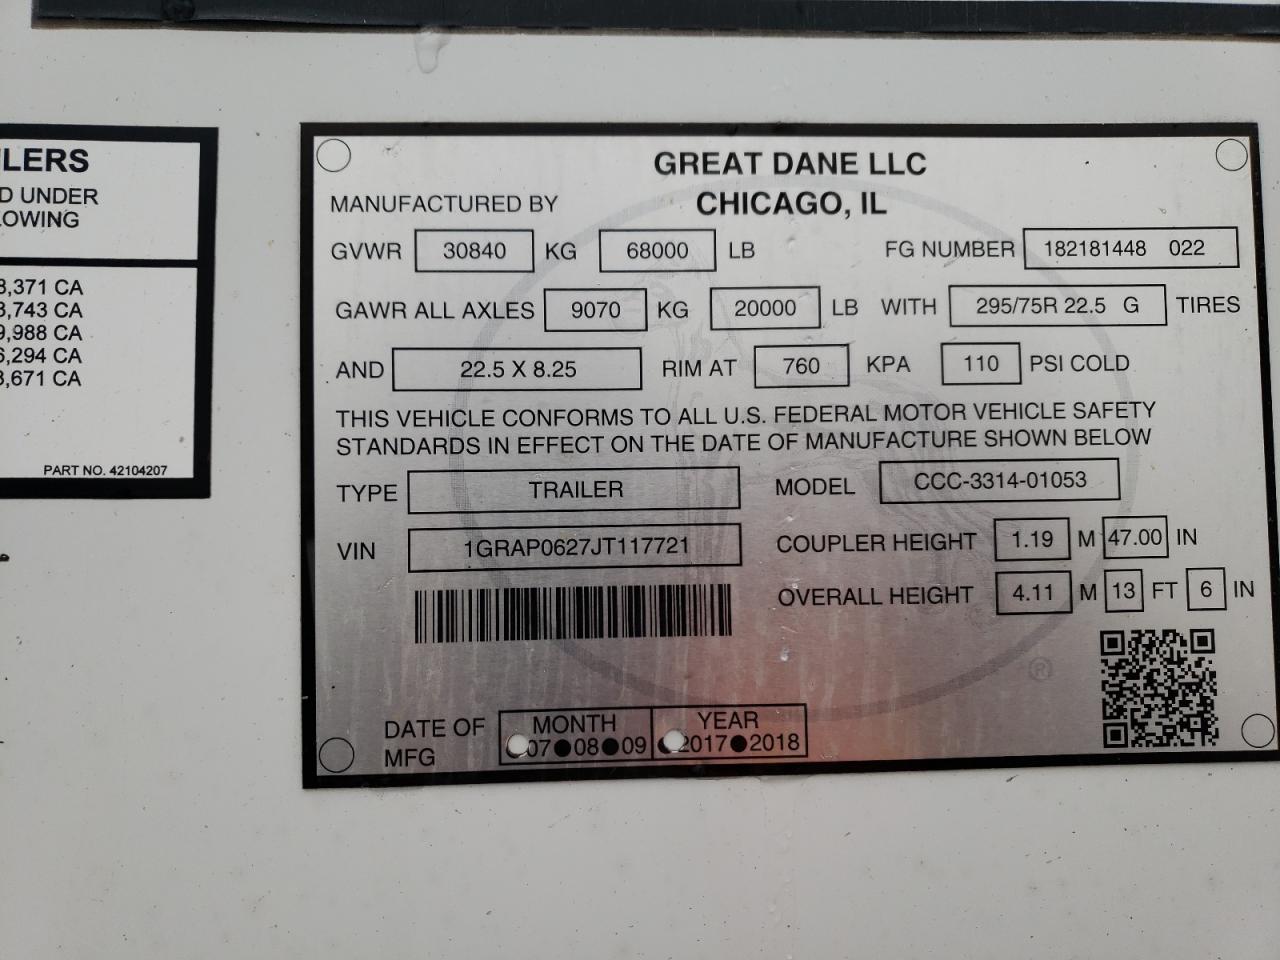 LERS
D UNDER
OWING
3,371 CA
3,743 CA
9,988 CA
6,294 CA
3,671 CA
PART NO. 42104207
GREAT DANE LLC
MANUFACTURED BY CHICAGO, IL
GVWR 30840 KG 68000 LB FG NUMBER 182181448 022
GAWR ALL AXLES 9070 KG 20000 LB WITH 295/75R 22.5 G TIRES
AND 22.5 X 8.25 RIM AT 760 KPA 110 PSI COLD
THIS VEHICLE CONFORMS TO ALL U.S. FEDERAL MOTOR VEHICLE SAFETY
STANDARDS IN EFFECT ON THE DATE OF MANUFACTURE SHOWN BELOW
TYPE TRAILER MODEL CCC-3314-01053
VIN 1GRAP0627JT117721 COUPLER HEIGHT 1.19 M 47.00 IN
OVERALL HEIGHT 4.11 M 13 FT 6 IN
®
DATE OF MFG
MONTH YEAR
07●08●09 2017●2018